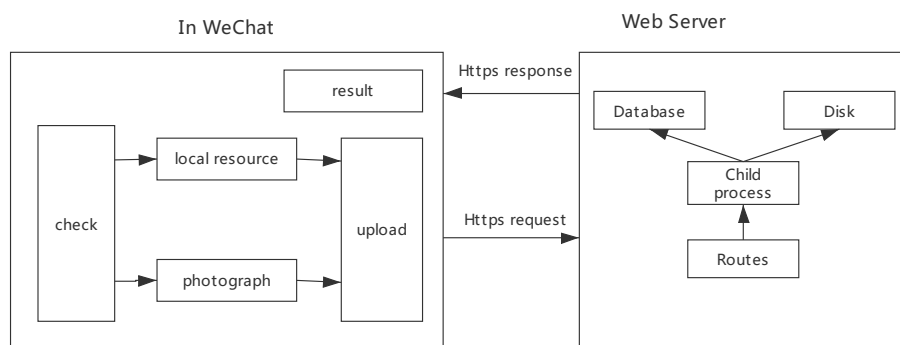 In WeChat
Web Server
Https response
result
Database
Disk
local resource
Child
process
check
upload
Https request
Routes
photograph